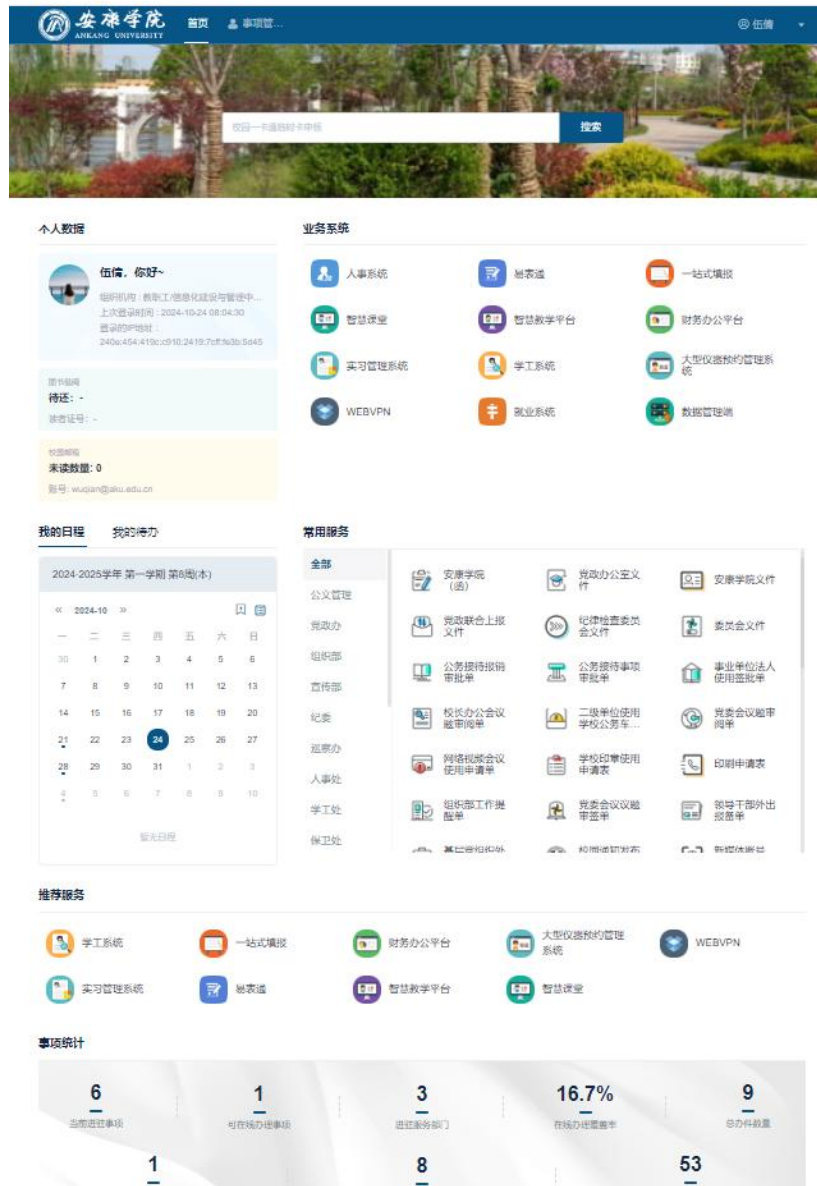 安康学院
ANKANG UNIVERSITY
首页
事项管...
伍倩
校园一卡通临时卡申领
搜索
个人数据
伍倩，你好~
组织机构：教职工/信息化建设与管理中...
上次登录时间：2024-10-24 08:04:30
登录的IP地址：
图书借阅
待还：-
读者证号：-
校园邮箱
未读数量: 0
账号: wuqian@aku.edu.cn
业务系统
人事系统
易表通
一站式填报
智慧课堂
智慧教学平台
财务办公平台
实习管理系统
学工系统
大型仪器预约管理系
统
WEBVPN
就业系统
数据管理端
我的日程
我的待办
2024-2025学年 第一学期 第8周(本)
« 2024-10 »
一 二 三 四 五 六 日
30 1 2 3 4 5 6
7 8 9 10 11 12 13
14 15 16 17 18 19 20
21 22 23 24 25 26 27
28 29 30 31 1 2 3
4 5 6 7 8 9 10
暂无日程
常用服务
全部
公文管理
党政办
组织部
宣传部
纪委
巡察办
人事处
学工处
保卫处
安康学院
（函）
党政办公室文
件
安康学院文件
党政联合上报
文件
纪律检查委员
会文件
委员会文件
公务接待报销
审批单
公务接待事项
审批单
事业单位法人
使用签批单
校长办公会议
题审阅单
二级单位使用
学校公务车...
党委会议题审
阅单
网络视频会议
使用申请单
学校印章使用
申请表
印刷申请表
组织部工作提
醒单
党委会议议题
审签单
领导干部外出
报备单
推荐服务
学工系统
一站式填报
财务办公平台
大型仪器预约管理
系统
WEBVPN
实习管理系统
易表通
智慧教学平台
智慧课堂
事项统计
6
当前进驻事项
1
可在线办理事项
3
进驻服务部门
16.7%
在线办理覆盖率
9
总办件数量
1
8
53